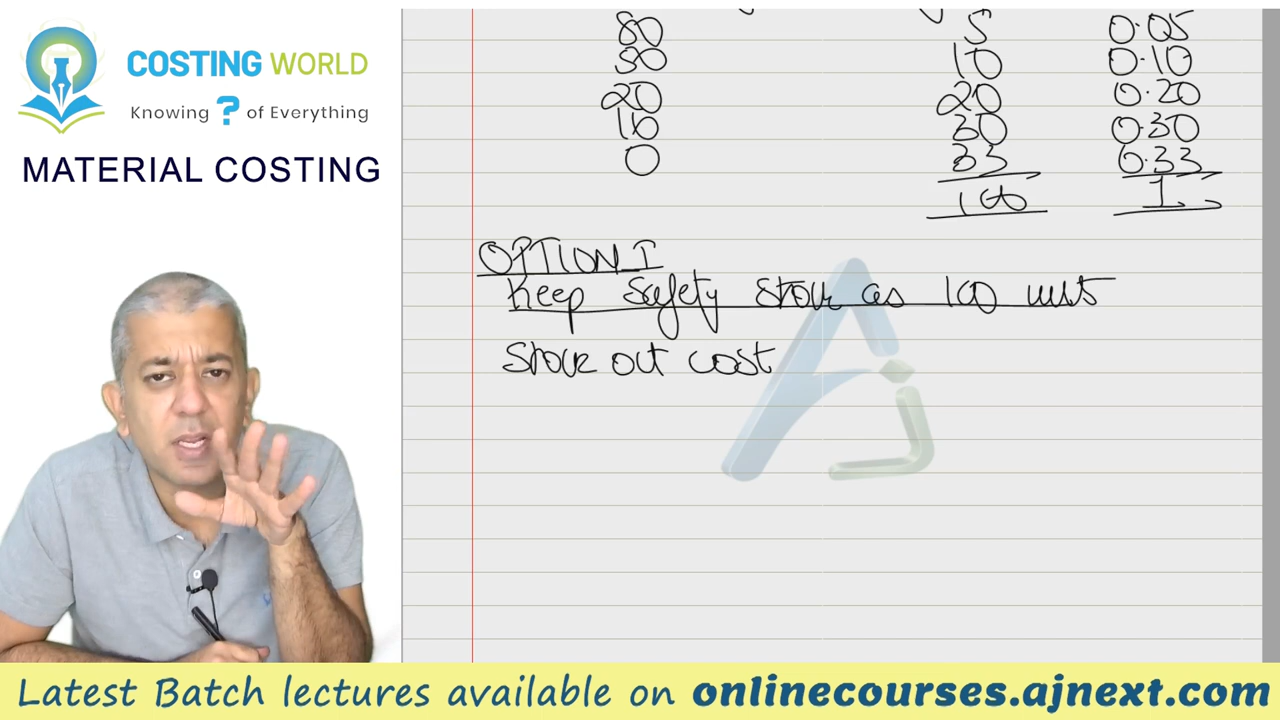 COSTING WORLD
Knowing ? of Everything
MATERIAL COSTING
80 5 0.05
50 10 0.10
20 20 0.20
10 30 0.30
0 33 0.33
100 1
OPTION I
Keep Safety Stock as 100 units
Stock out cost
Latest Batch lectures available on onlinecourses.ajnext.com